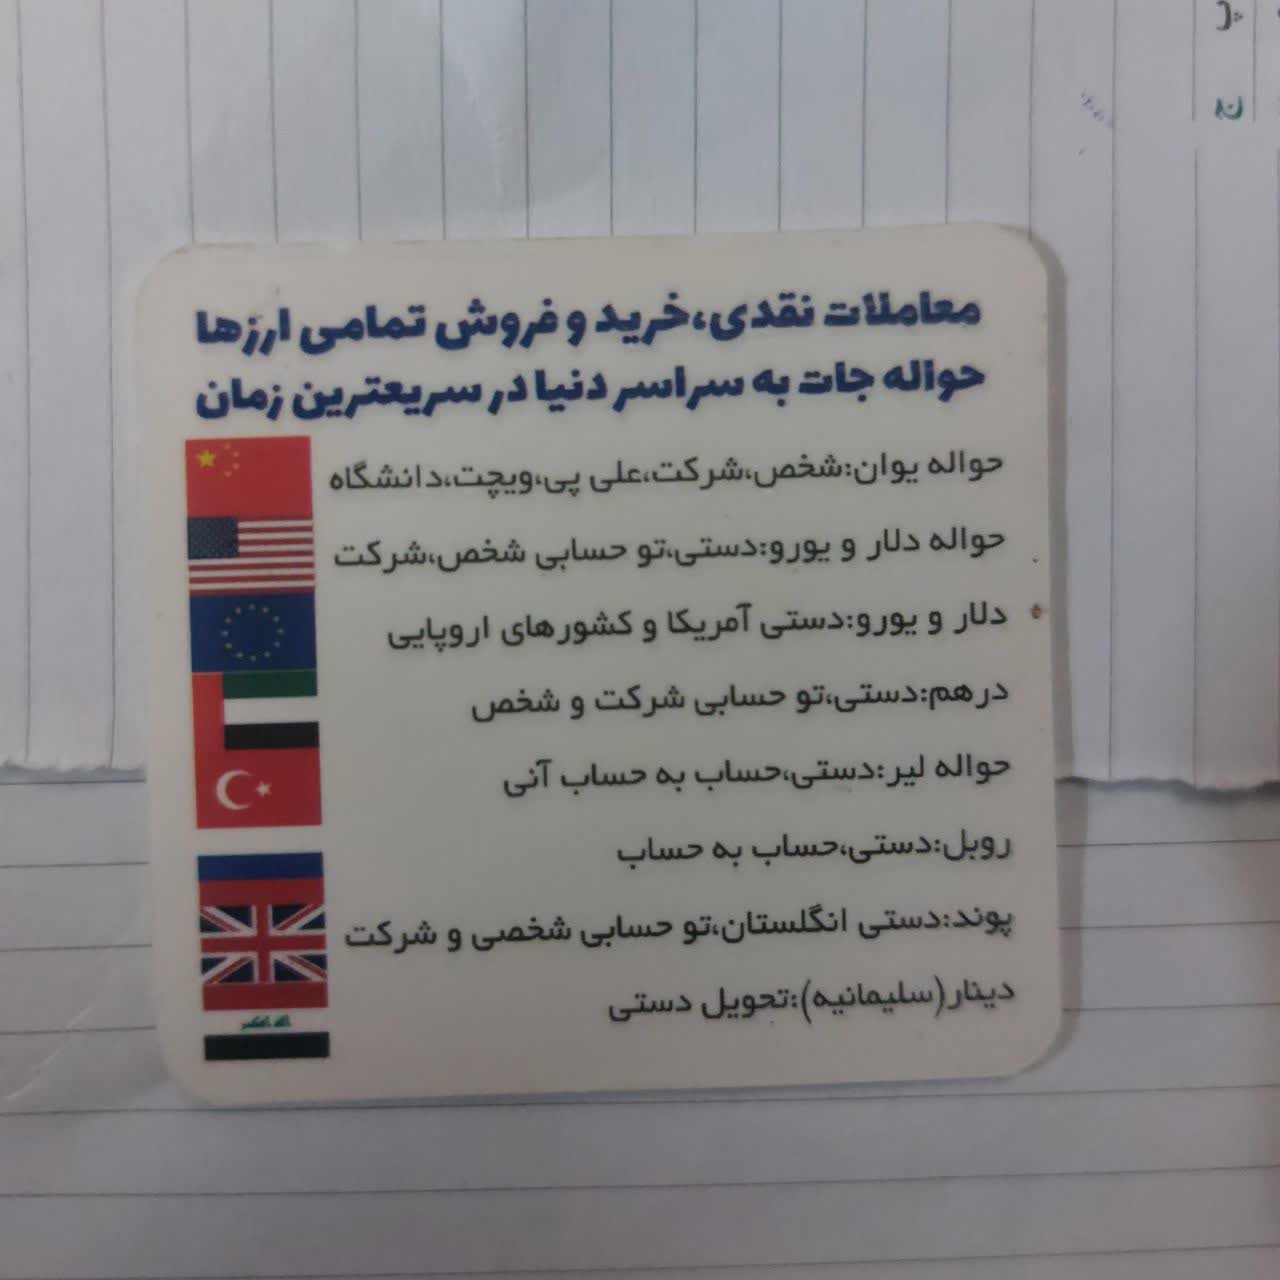 معاملات نقدی،خرید و فروش تمامی ارزها
حواله جات به سراسر دنیا در سریعترین زمان
حواله یوان:شخص،شرکت،علی پی،ویچت،دانشگاه
حواله دلار و یورو:دستی،تو حسابی شخص،شرکت
دلار و یورو:دستی آمریکا و کشورهای اروپایی
درهم:دستی،تو حسابی شرکت و شخص
حواله لیر:دستی،حساب به حساب آنی
روبل:دستی،حساب به حساب
پوند:دستی انگلستان،تو حسابی شخصی و شرکت
دینار(سلیمانیه):تحویل دستی
الله اکبر